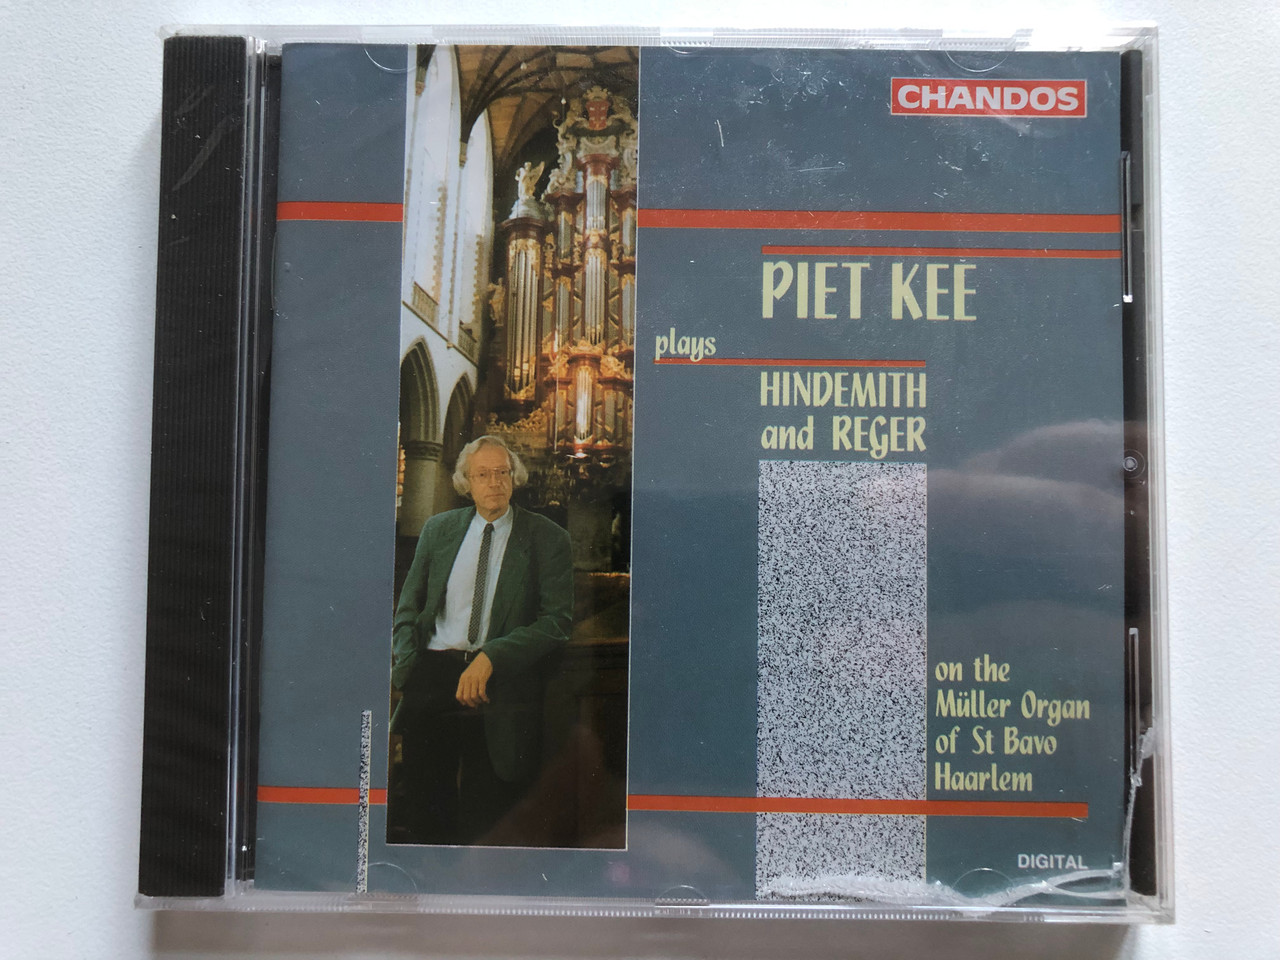 CHANDOS
PIET KEE
plays
HINDEMITH
and REGER
on the
Müller Organ
of St Bavo
Haarlem
DIGITAL